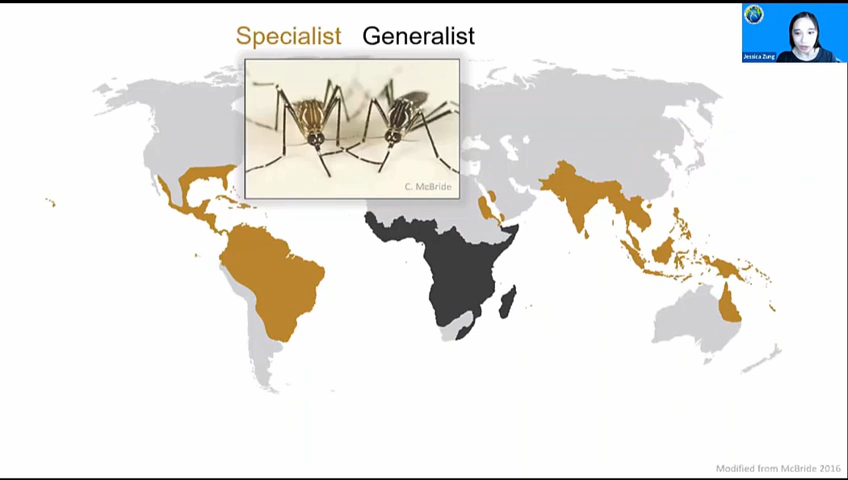 Specialist Generalist
Jessica Zung
C. McBride
Modified from McBride 2016